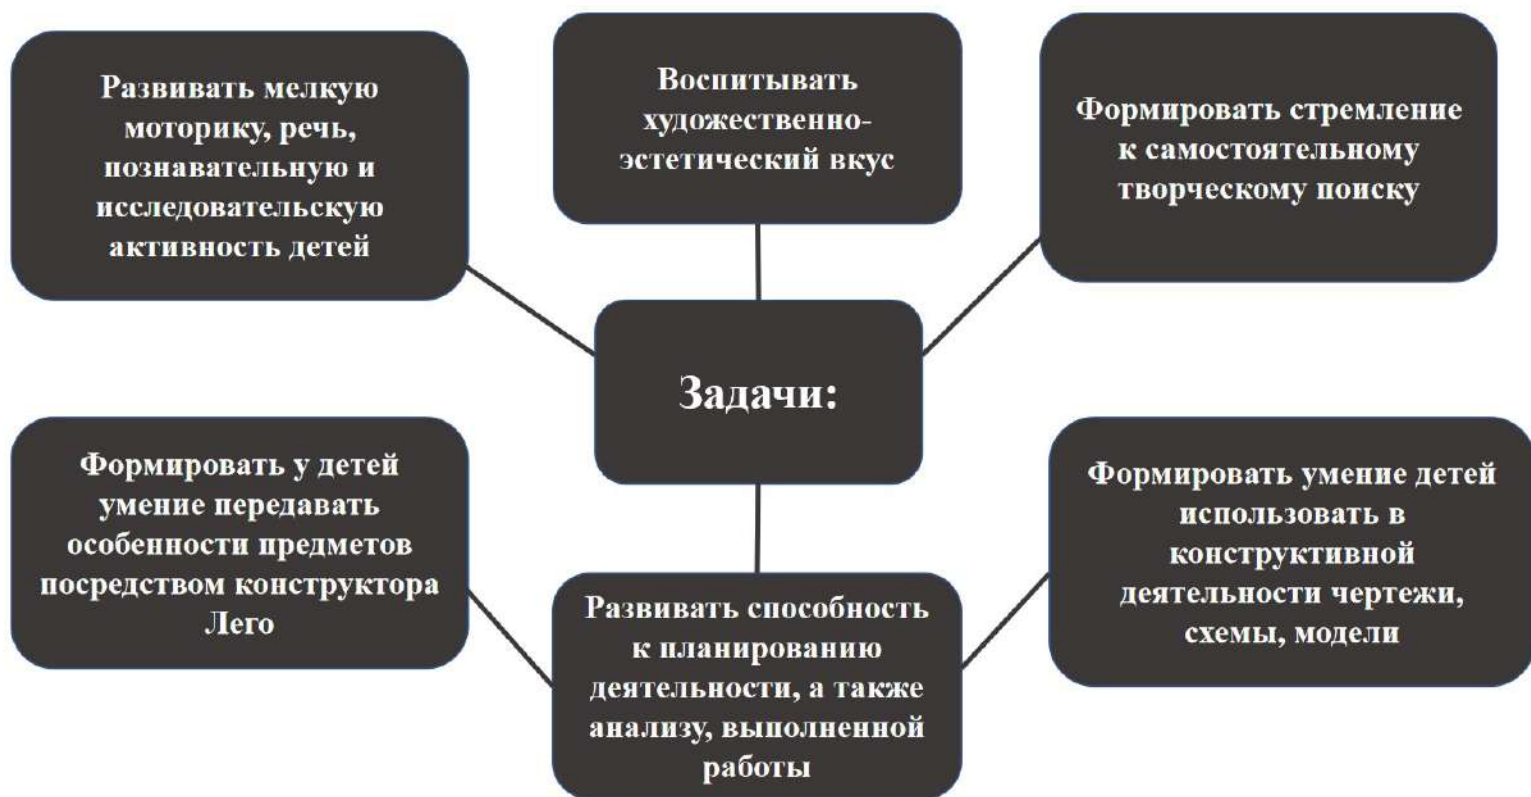 Развивать мелкую
моторику, речь,
познавательную и
исследовательскую
активность детей
Воспитывать
художественно-
эстетический вкус
Формировать стремление
к самостоятельному
творческому поиску
Задачи:
Формировать у детей
умение передавать
особенности предметов
посредством конструктора
Лего
Развивать способность
к планированию
деятельности, а также
анализу, выполненной
работы
Формировать умение детей
использовать в
конструктивной
деятельности чертежи,
схемы, модели